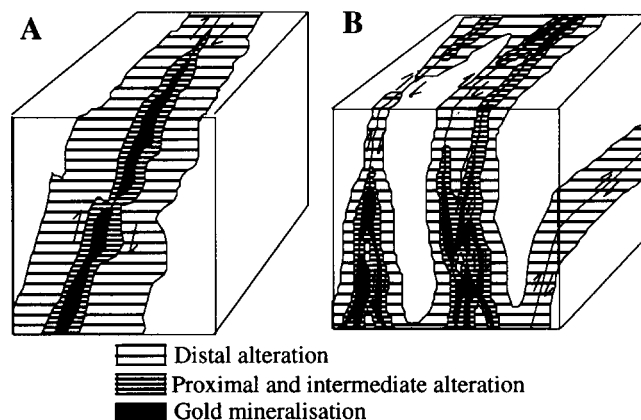 A
B
Distal alteration
Proximal and intermediate alteration
Gold mineralisation